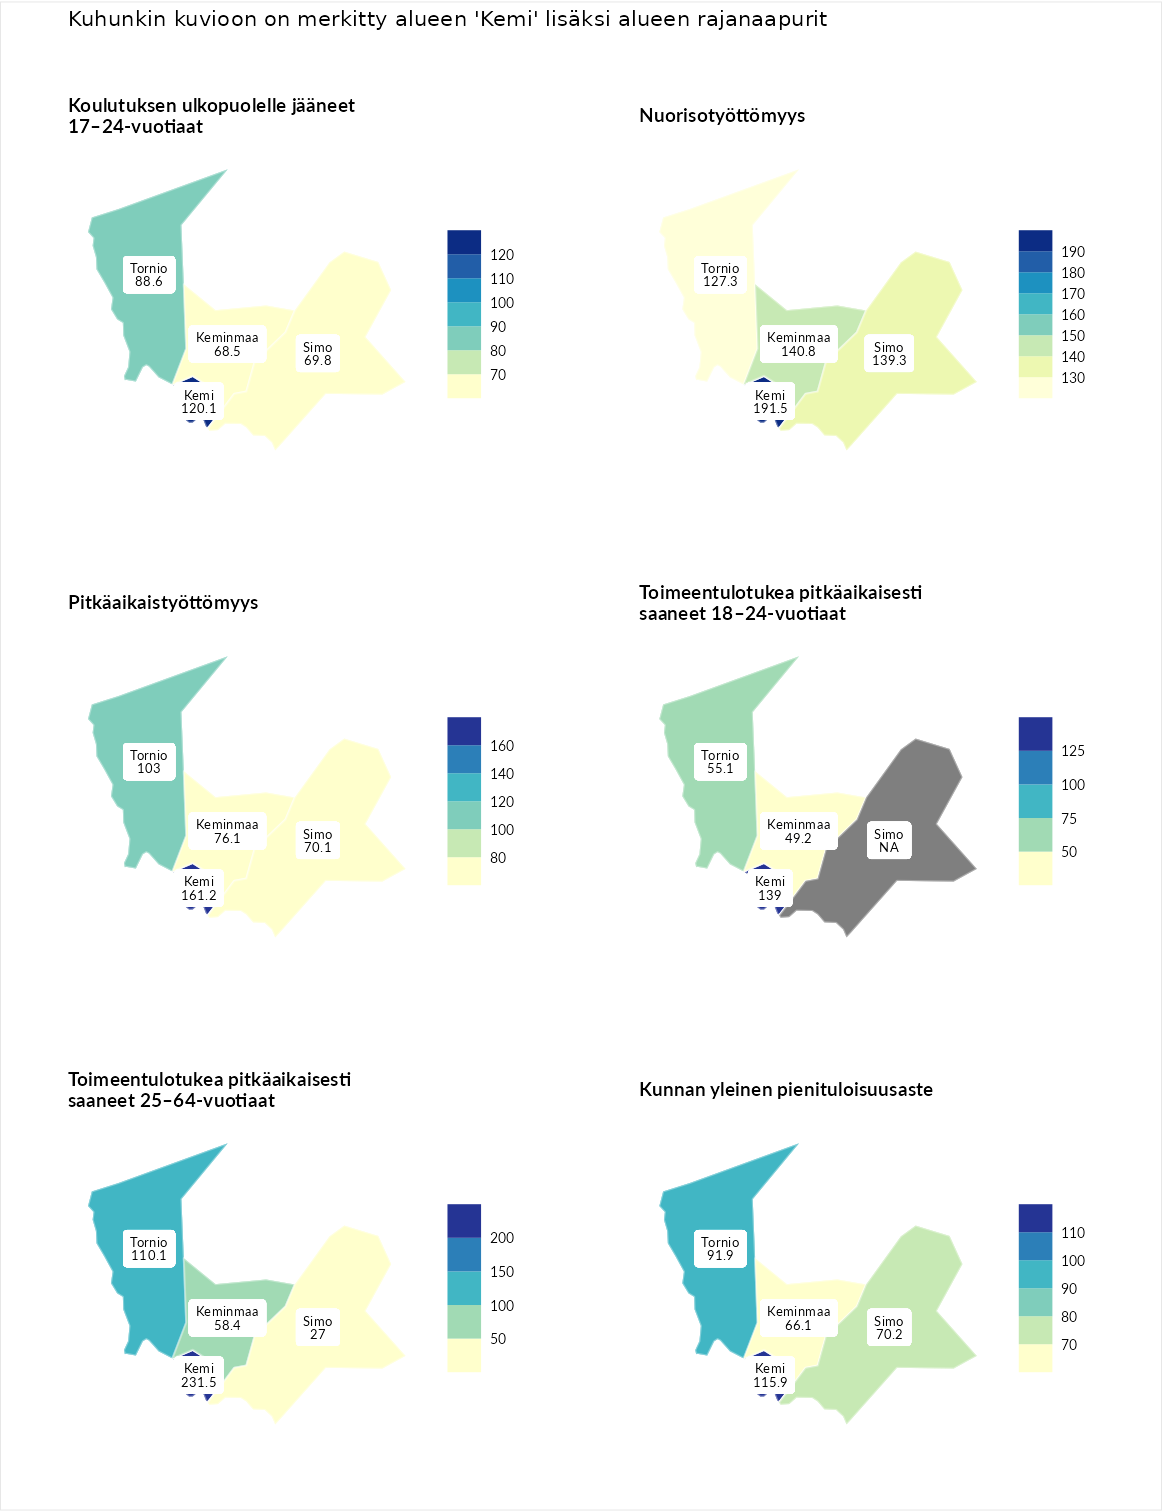 Kuhunkin kuvioon on merkitty alueen 'Kemi' lisäksi alueen rajanaapurit
Koulutuksen ulkopuolelle jääneet
17–24-vuotiaat
Tornio
88.6
Keminmaa
68.5
Simo
69.8
Kemi
120.1
120
110
100
90
80
70
Nuorisotyöttömyys
Tornio
127.3
Keminmaa
140.8
Simo
139.3
Kemi
191.5
190
180
170
160
150
140
130
Pitkäaikaistyöttömyys
Tornio
103
Keminmaa
76.1
Simo
70.1
Kemi
161.2
160
140
120
100
80
Toimeentulotukea pitkäaikaisesti
saaneet 18–24-vuotiaat
Tornio
55.1
Keminmaa
49.2
Simo
NA
Kemi
139
125
100
75
50
Toimeentulotukea pitkäaikaisesti
saaneet 25–64-vuotiaat
Tornio
110.1
Keminmaa
58.4
Simo
27
Kemi
231.5
200
150
100
50
Kunnan yleinen pienituloisuusaste
Tornio
91.9
Keminmaa
66.1
Simo
70.2
Kemi
115.9
110
100
90
80
70